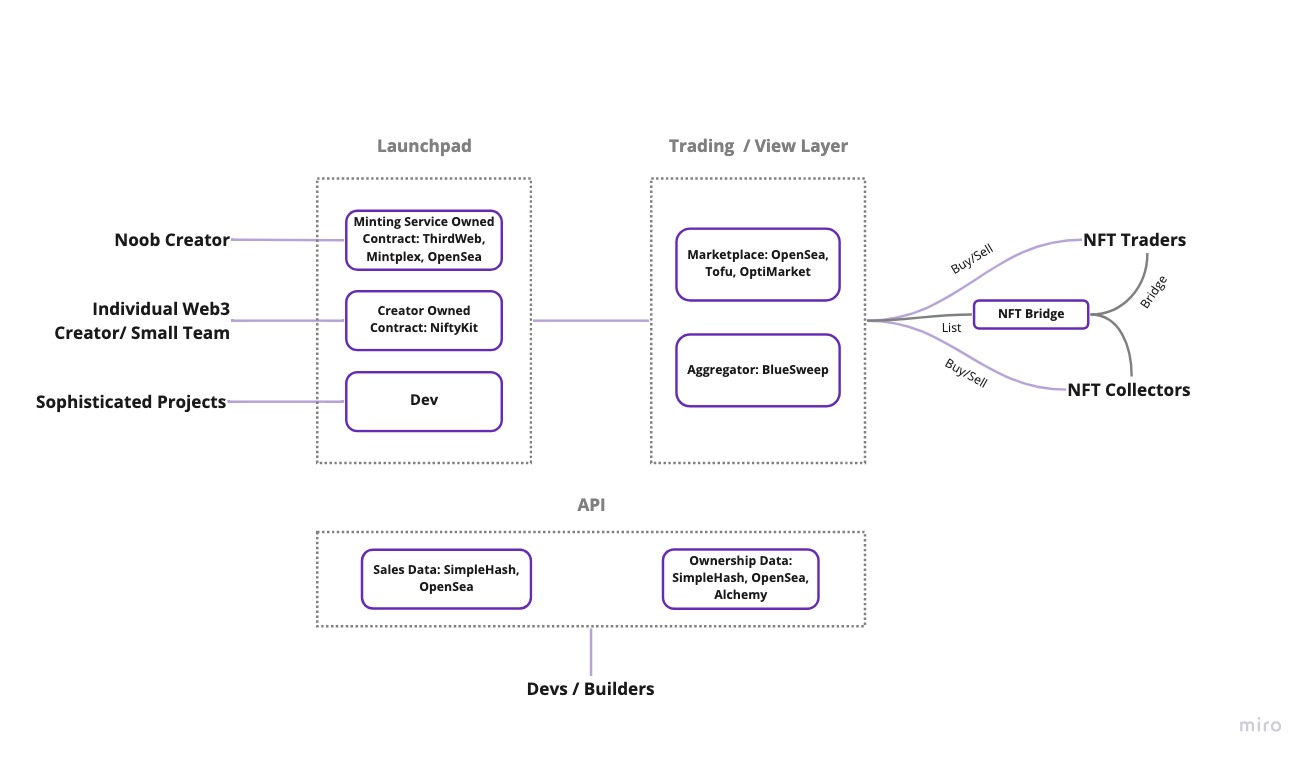 Launchpad
Trading / View Layer
Noob Creator
Minting Service Owned
Contract: ThirdWeb,
Mintplex, OpenSea
Individual Web3
Creator/ Small Team
Creator Owned
Contract: NiftyKit
Sophisticated Projects
Dev
Marketplace: OpenSea,
Tofu, OptiMarket
Aggregator: BlueSweep
Buy/Sell
NFT Traders
List
NFT Bridge
Bridge
Buy/Sell
NFT Collectors
API
Sales Data: SimpleHash,
OpenSea
Ownership Data:
SimpleHash, OpenSea,
Alchemy
Devs / Builders
miro